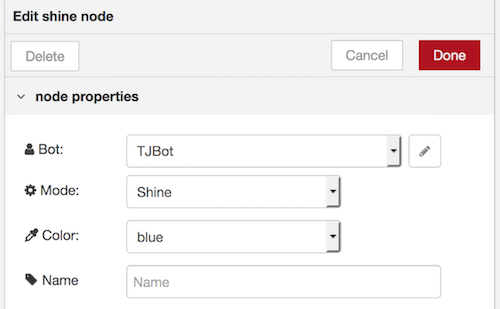 Edit shine node
Delete Cancel Done
node properties
Bot: TJBot
Mode: Shine
Color: blue
Name Name